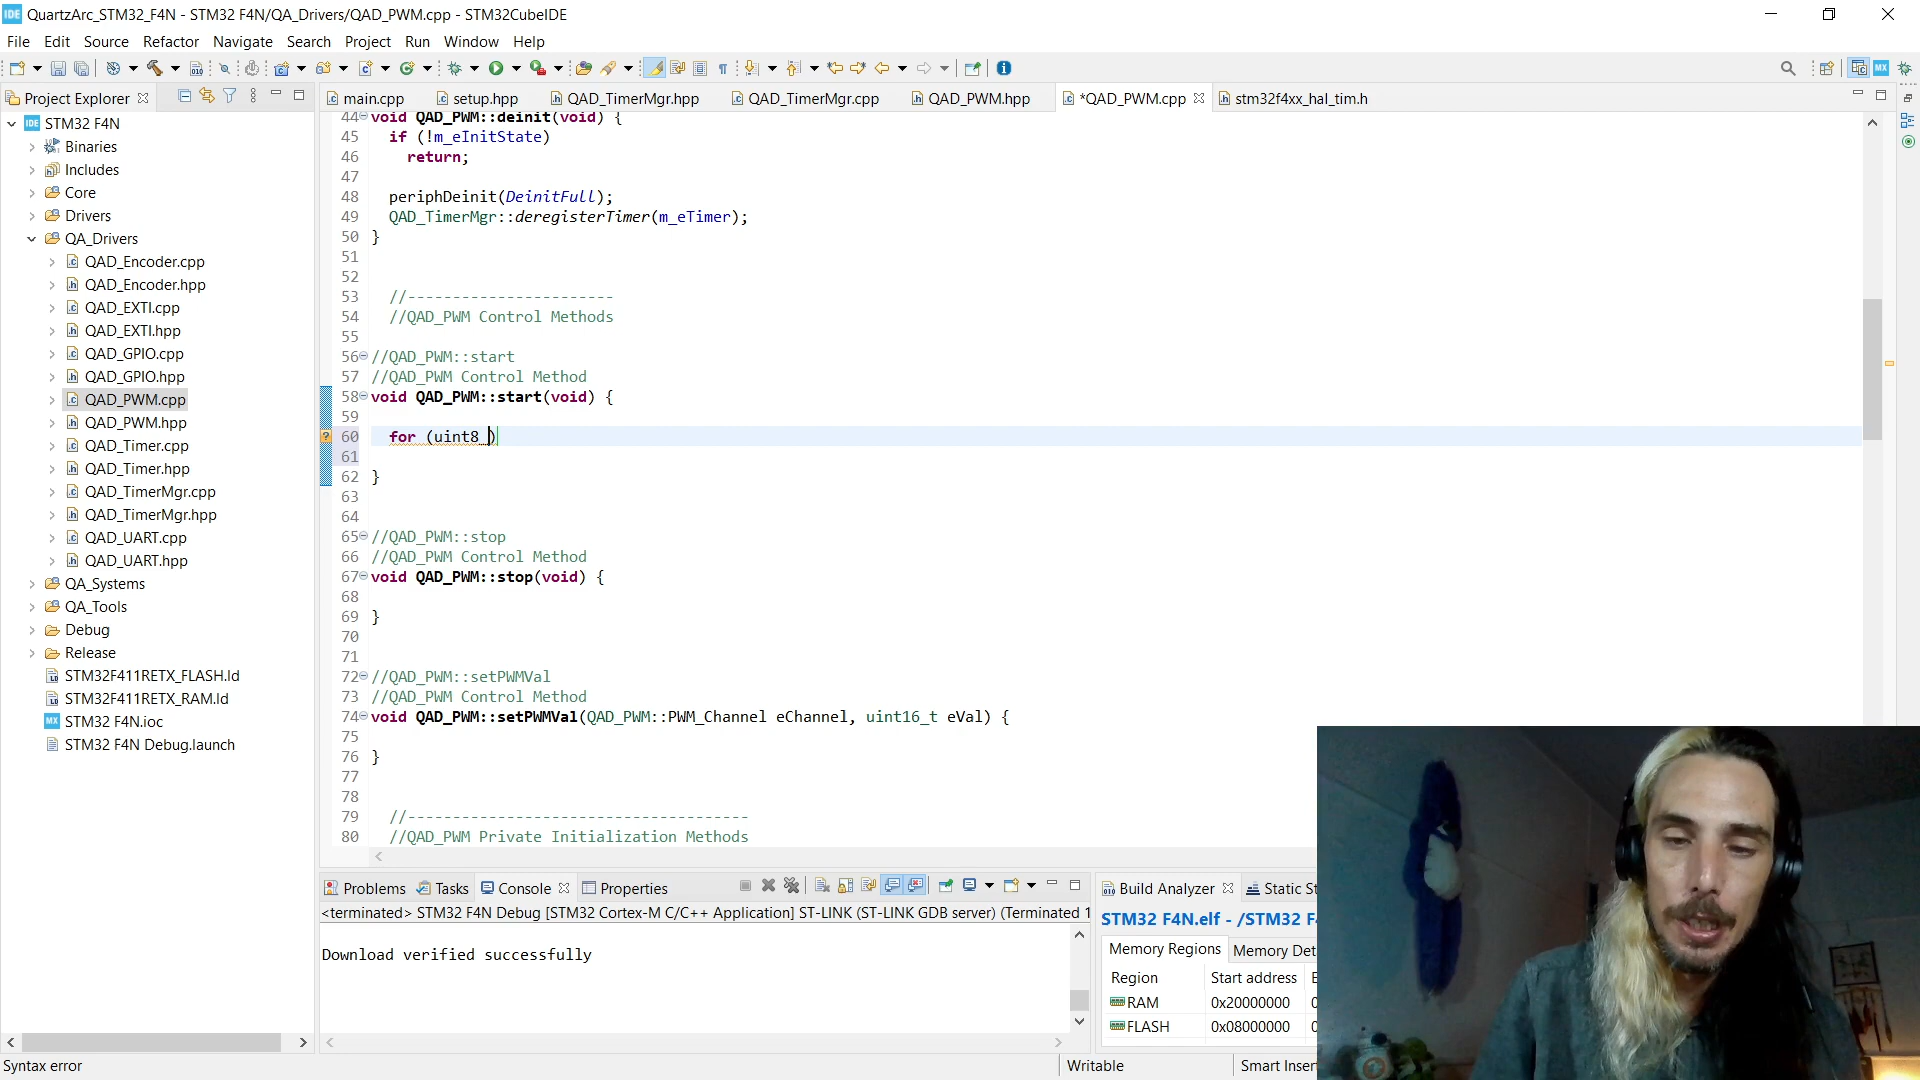 IDE QuartzArc_STM32_F4N - STM32 F4N/QA_Drivers/QAD_PWM.cpp - STM32CubeIDE
File Edit Source Refactor Navigate Search Project Run Window Help
Project Explorer
main.cpp setup.hpp QAD_TimerMgr.hpp QAD_TimerMgr.cpp QAD_PWM.hpp *QAD_PWM.cpp stm32f4xx_hal_tim.h
IDE STM32 F4N
Binaries
Includes
Core
Drivers
QA_Drivers
QAD_Encoder.cpp
QAD_Encoder.hpp
QAD_EXTI.cpp
QAD_EXTI.hpp
QAD_GPIO.cpp
QAD_GPIO.hpp
QAD_PWM.cpp
QAD_PWM.hpp
QAD_Timer.cpp
QAD_Timer.hpp
QAD_TimerMgr.cpp
QAD_TimerMgr.hpp
QAD_UART.cpp
QAD_UART.hpp
QA_Systems
QA_Tools
Debug
Release
STM32F411RETX_FLASH.ld
STM32F411RETX_RAM.ld
MX STM32 F4N.ioc
STM32 F4N Debug.launch
44 void QAD_PWM::deinit(void) {
45 if (!m_eInitState)
46 return;
47
48 periphDeinit(DeinitFull);
49 QAD_TimerMgr::deregisterTimer(m_eTimer);
50 }
51
52
53 //-----------------------
54 //QAD_PWM Control Methods
55
56 //QAD_PWM::start
57 //QAD_PWM Control Method
58 void QAD_PWM::start(void) {
59
60 for (uint8_)
61
62 }
63
64
65 //QAD_PWM::stop
66 //QAD_PWM Control Method
67 void QAD_PWM::stop(void) {
68
69 }
70
71
72 //QAD_PWM::setPWMVal
73 //QAD_PWM Control Method
74 void QAD_PWM::setPWMVal(QAD_PWM::PWM_Channel eChannel, uint16_t eVal) {
75
76 }
77
78
79 //--------------------------------------
80 //QAD_PWM Private Initialization Methods
Problems Tasks Console Properties
<terminated> STM32 F4N Debug [STM32 Cortex-M C/C++ Application] ST-LINK (ST-LINK GDB server) (Terminated 1
Download verified successfully
Build Analyzer Static St
STM32 F4N.elf - /STM32 F
Memory Regions Memory Det
Region Start address E
RAM 0x20000000 0
FLASH 0x08000000 0
Syntax error Writable Smart Inser